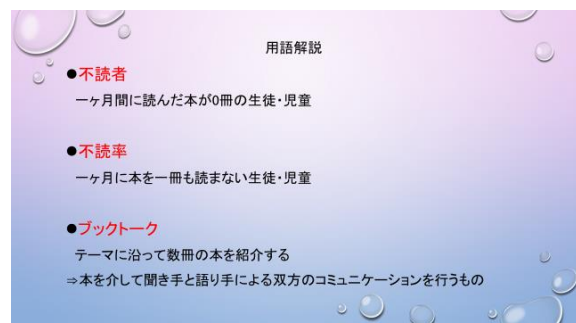 用語解説
●不読者
一ヶ月間に読んだ本が0冊の生徒・児童
●不読率
一ヶ月に本を一冊も読まない生徒・児童
●ブックトーク
テーマに沿って数冊の本を紹介する
⇒本を介して聞き手と語り手による双方のコミュニケーションを行うもの